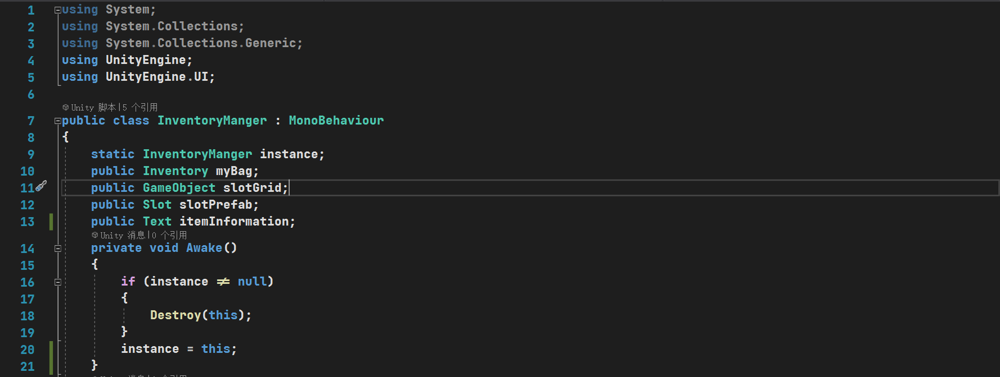 1 using System;
2 using System.Collections;
3 using System.Collections.Generic;
4 using UnityEngine;
5 using UnityEngine.UI;
6
Unity 脚本|5 个引用
7 public class InventoryManger : MonoBehaviour
8 {
9 static InventoryManger instance;
10 public Inventory myBag;
11 public GameObject slotGrid;
12 public Slot slotPrefab;
13 public Text itemInformation;
Unity 消息|0 个引用
14 private void Awake()
15 {
16 if (instance != null)
17 {
18 Destroy(this);
19 }
20 instance = this;
21 }